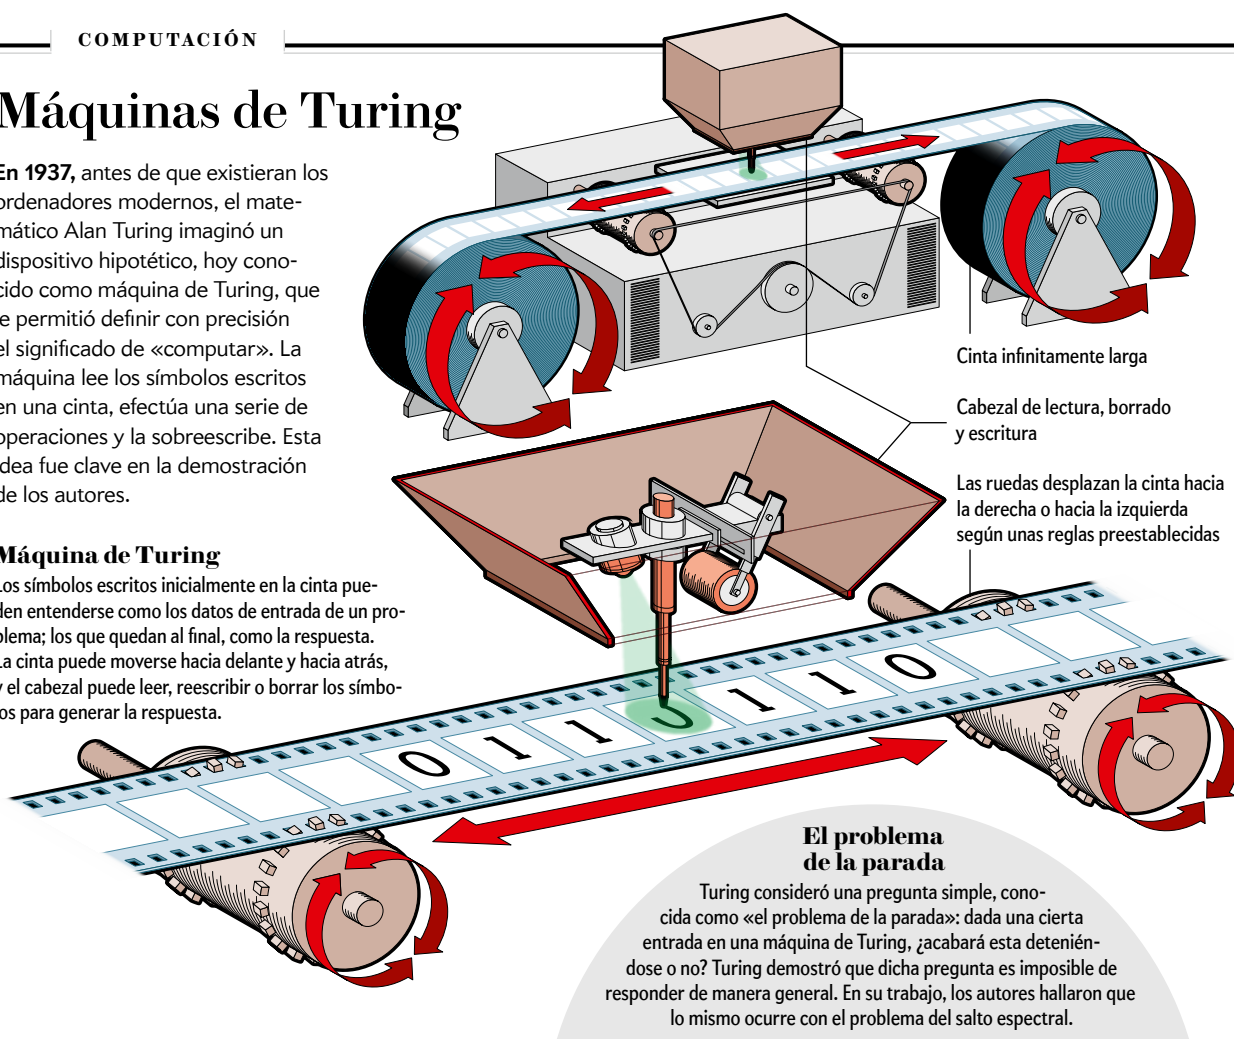 COMPUTACIÓN
Máquinas de Turing
En 1937, antes de que existieran los
ordenadores modernos, el mate-
mático Alan Turing imaginó un
dispositivo hipotético, hoy cono-
cido como máquina de Turing, que
le permitió definir con precisión
el significado de «computar». La
máquina lee los símbolos escritos
en una cinta, efectúa una serie de
operaciones y la sobreescribe. Esta
idea fue clave en la demostración
de los autores.
Máquina de Turing
Los símbolos escritos inicialmente en la cinta pue-
den entenderse como los datos de entrada de un pro-
blema; los que quedan al final, como la respuesta.
La cinta puede moverse hacia delante y hacia atrás,
y el cabezal puede leer, reescribir o borrar los símbo-
los para generar la respuesta.
Cinta infinitamente larga
Cabezal de lectura, borrado
y escritura
Las ruedas desplazan la cinta hacia
la derecha o hacia la izquierda
según unas reglas preestablecidas
0 1 1 1 1 0
El problema
de la parada
Turing consideró una pregunta simple, cono-
cida como «el problema de la parada»: dada una cierta
entrada en una máquina de Turing, ¿acabará esta detenién-
dose o no? Turing demostró que dicha pregunta es imposible de
responder de manera general. En su trabajo, los autores hallaron que
lo mismo ocurre con el problema del salto espectral.